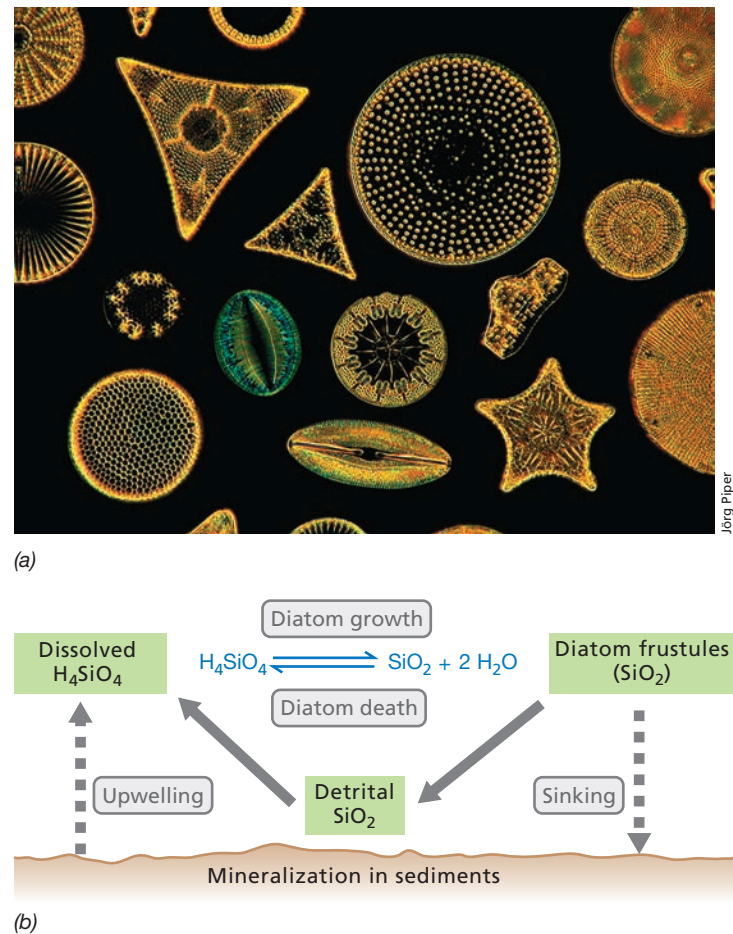 Jörg Piper
(a)
Diatom growth
Dissolved
H₄SiO₄
H₄SiO₄ ⇌ SiO₂ + 2 H₂O
Diatom frustules
(SiO₂)
Diatom death
Upwelling
Detrital
SiO₂
Sinking
Mineralization in sediments
(b)